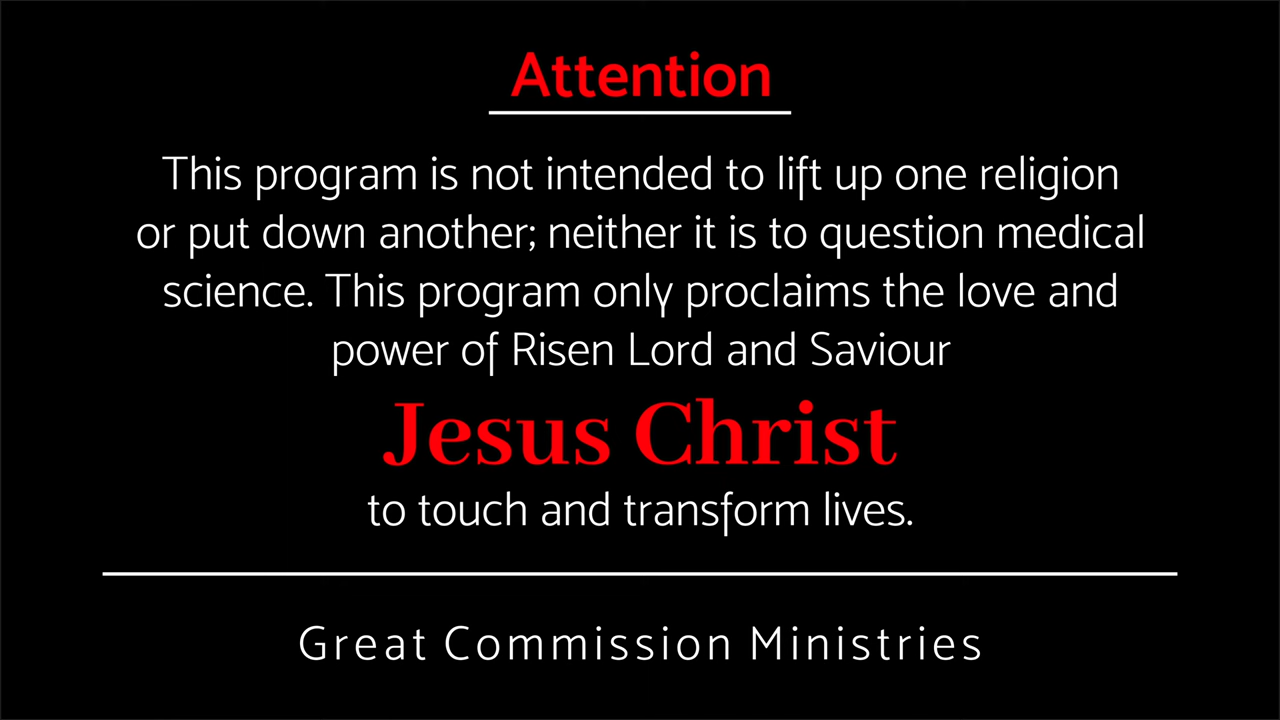 Attention
This program is not intended to lift up one religion
or put down another; neither it is to question medical
science. This program only proclaims the love and
power of Risen Lord and Saviour
Jesus Christ
to touch and transform lives.
Great Commission Ministries